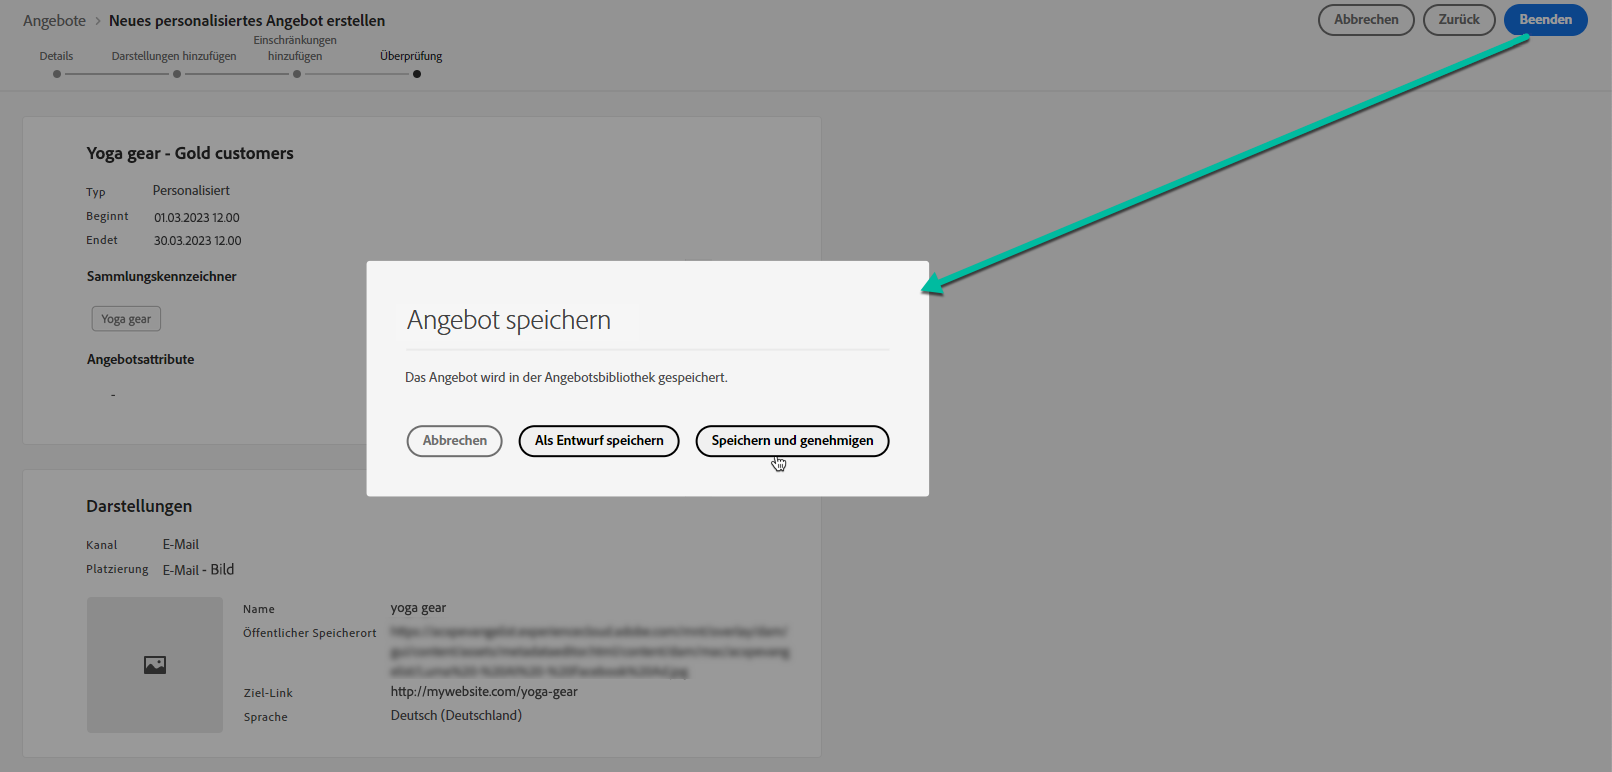 Angebote > Neues personalisiertes Angebot erstellen
Abbrechen
Zurück
Beenden
Details
Darstellungen hinzufügen
Einschränkungen
hinzufügen
Überprüfung
Yoga gear - Gold customers
Typ Personalisiert
Beginnt 01.03.2023 12.00
Endet 30.03.2023 12.00
Sammlungskennzeichner
Yoga gear
Angebotsattribute
-
Angebot speichern
Das Angebot wird in der Angebotsbibliothek gespeichert.
Abbrechen
Als Entwurf speichern
Speichern und genehmigen
Darstellungen
Kanal E-Mail
Platzierung E-Mail - Bild
Name yoga gear
Öffentlicher Speicherort
Ziel-Link http://mywebsite.com/yoga-gear
Sprache Deutsch (Deutschland)